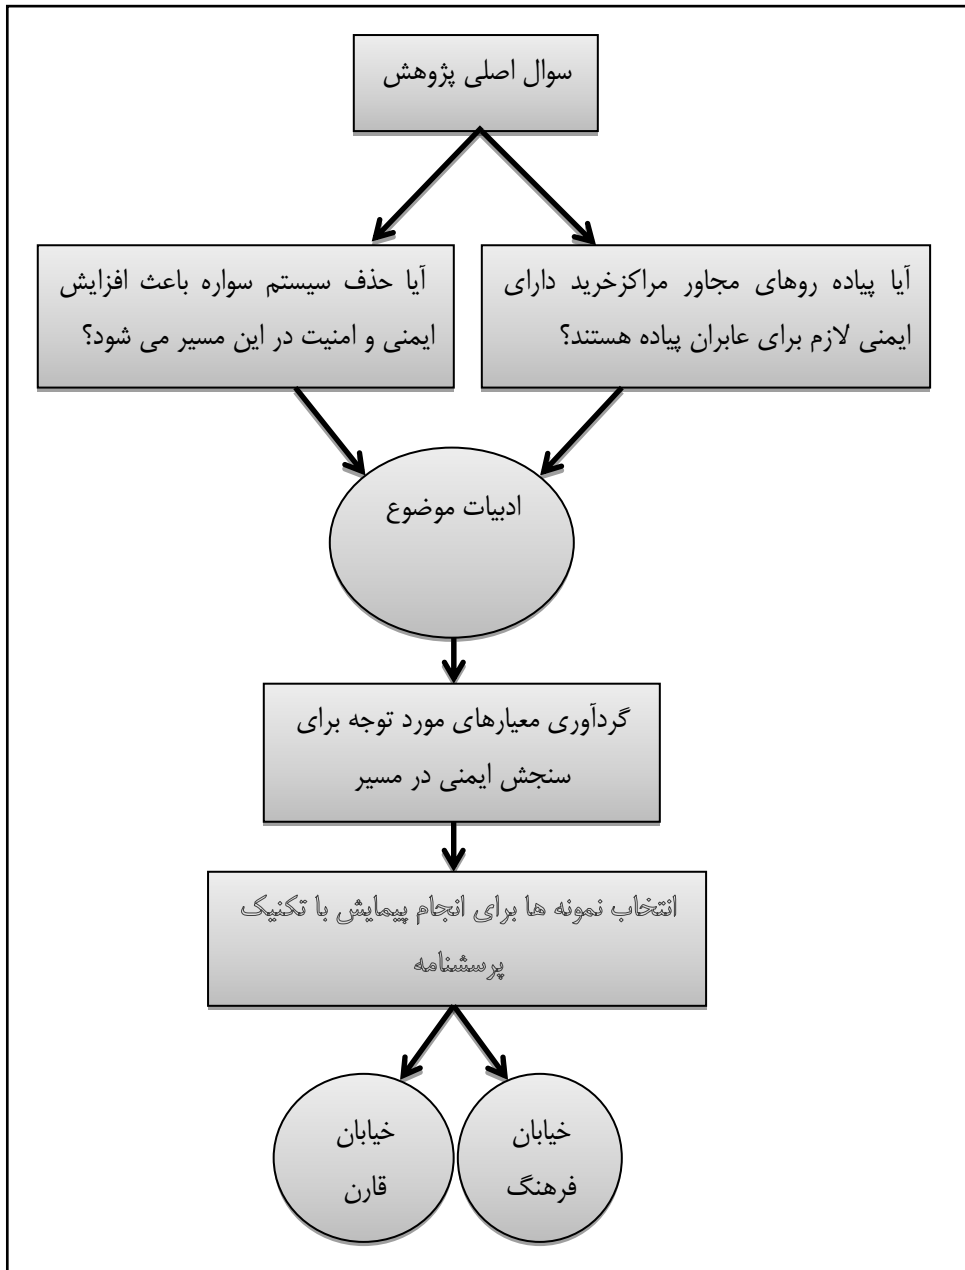 سوال اصلی پژوهش
آیا پیاده روهای مجاور مراکزخرید دارای
ایمنی لازم برای عابران پیاده هستند؟
آیا حذف سیستم سواره باعث افزایش
ایمنی و امنیت در این مسیر می شود؟
ادبیات موضوع
گردآوری معیارهای مورد توجه برای
سنجش ایمنی در مسیر
انتخاب نمونه ها برای انجام پیمایش با تکنیک
پرسشنامه
خیابان
فرهنگ
خیابان
قارن